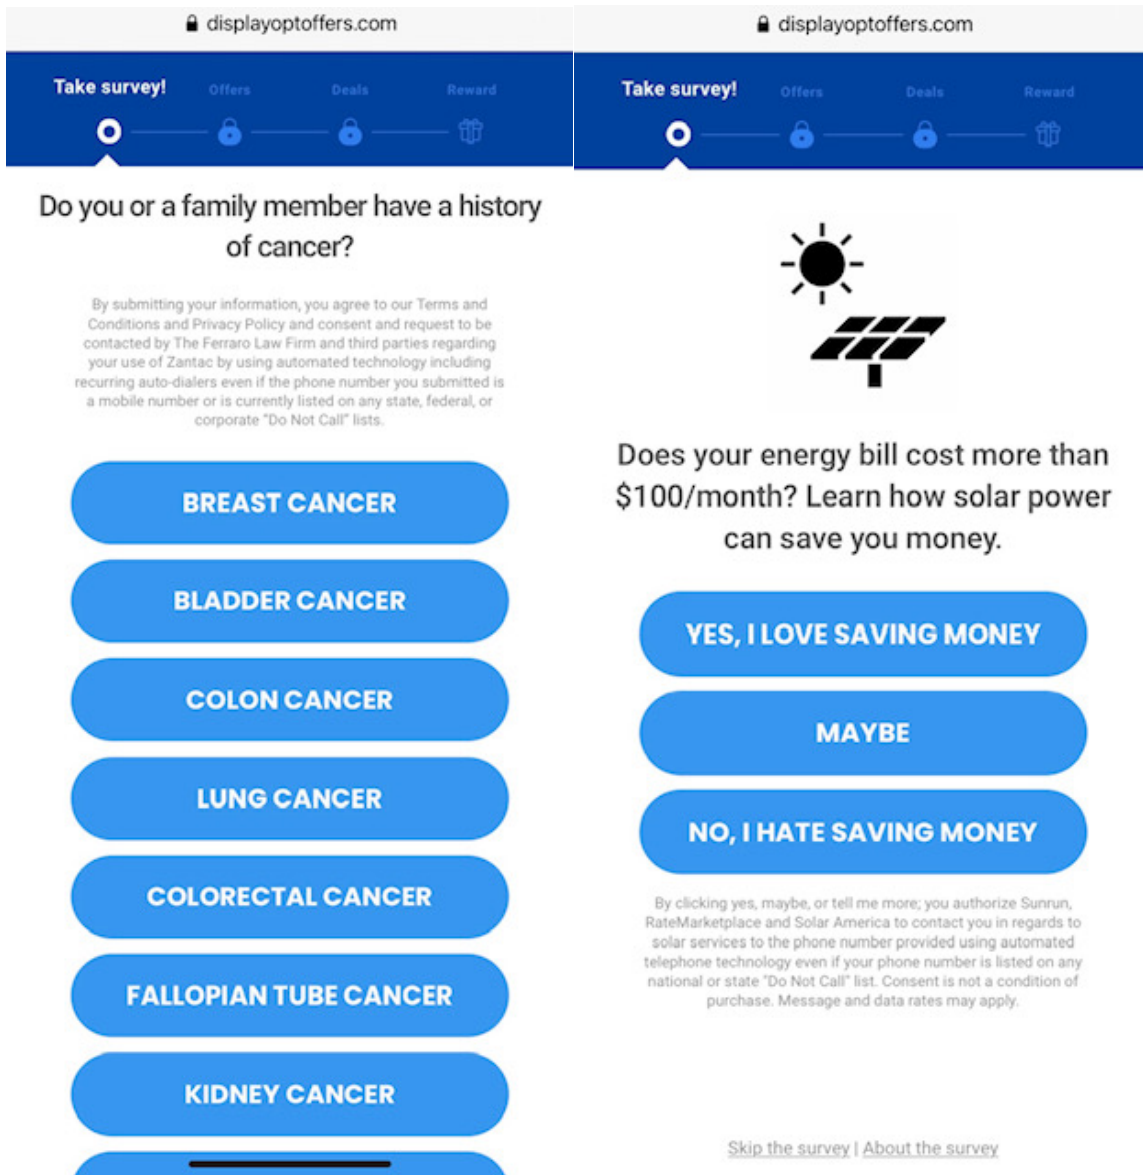 displayoptoffers.com
Take survey! Offers Deals Reward
Do you or a family member have a history
of cancer?
By submitting your information, you agree to our Terms and
Conditions and Privacy Policy and consent and request to be
contacted by The Ferraro Law Firm and third parties regarding
your use of Zantac by using automated technology including
recurring auto-dialers even if the phone number you submitted is
a mobile number or is currently listed on any state, federal, or
corporate "Do Not Call" lists.
BREAST CANCER
BLADDER CANCER
COLON CANCER
LUNG CANCER
COLORECTAL CANCER
FALLOPIAN TUBE CANCER
KIDNEY CANCER
displayoptoffers.com
Take survey! Offers Deals Reward
Does your energy bill cost more than
$100/month? Learn how solar power
can save you money.
YES, I LOVE SAVING MONEY
MAYBE
NO, I HATE SAVING MONEY
By clicking yes, maybe, or tell me more; you authorize Sunrun,
RateMarketplace and Solar America to contact you in regards to
solar services to the phone number provided using automated
telephone technology even if your phone number is listed on any
national or state "Do Not Call" list. Consent is not a condition of
purchase. Message and data rates may apply.
Skip the survey | About the survey